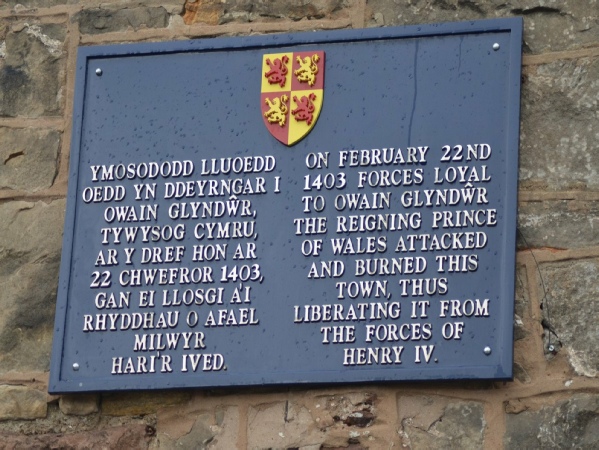 YMOSODODD LLUOEDD
OEDD YN DDEYRNGAR I
OWAIN GLYNDŴR,
TYWYSOG CYMRU,
AR Y DREF HON AR
22 CHWEFROR 1403,
GAN EI LLOSGI A'I
RHYDDHAU O AFAEL
MILWYR
HARI'R IVED.
ON FEBRUARY 22ND
1403 FORCES LOYAL
TO OWAIN GLYNDŴR
THE REIGNING PRINCE
OF WALES ATTACKED
AND BURNED THIS
TOWN, THUS
LIBERATING IT FROM
THE FORCES OF
HENRY IV.